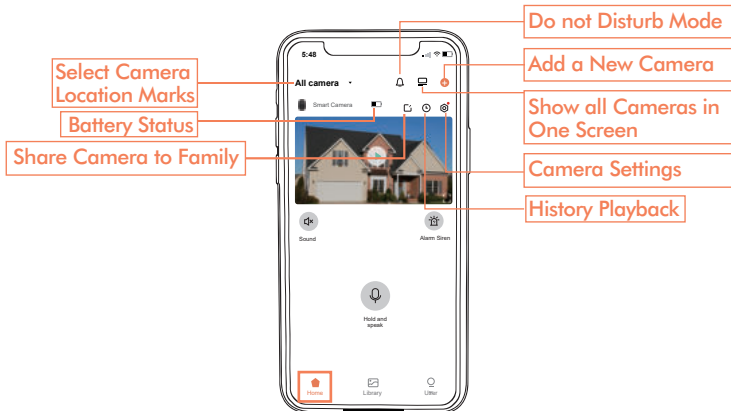 Do not Disturb Mode
5:48
Add a New Camera
Select Camera
Location Marks
All camera
Smart Camera
Show all Cameras in
One Screen
Battery Status
Share Camera to Family
Camera Settings
History Playback
Sound
Alarm Siren
Hold and
speak
Home
Library